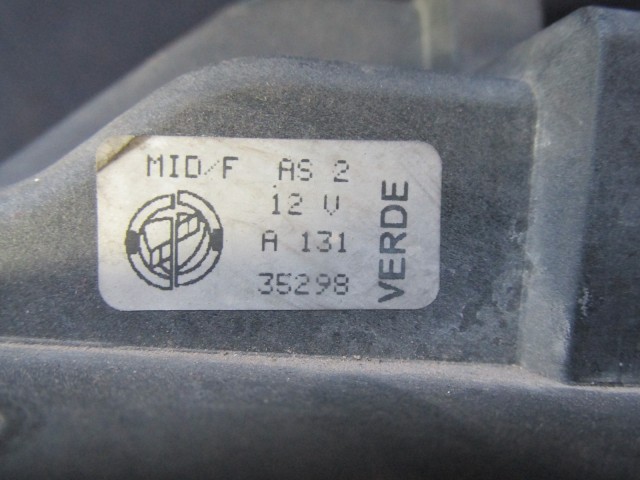 MID/F AS 2
12 V
A 131
35298
VERDE